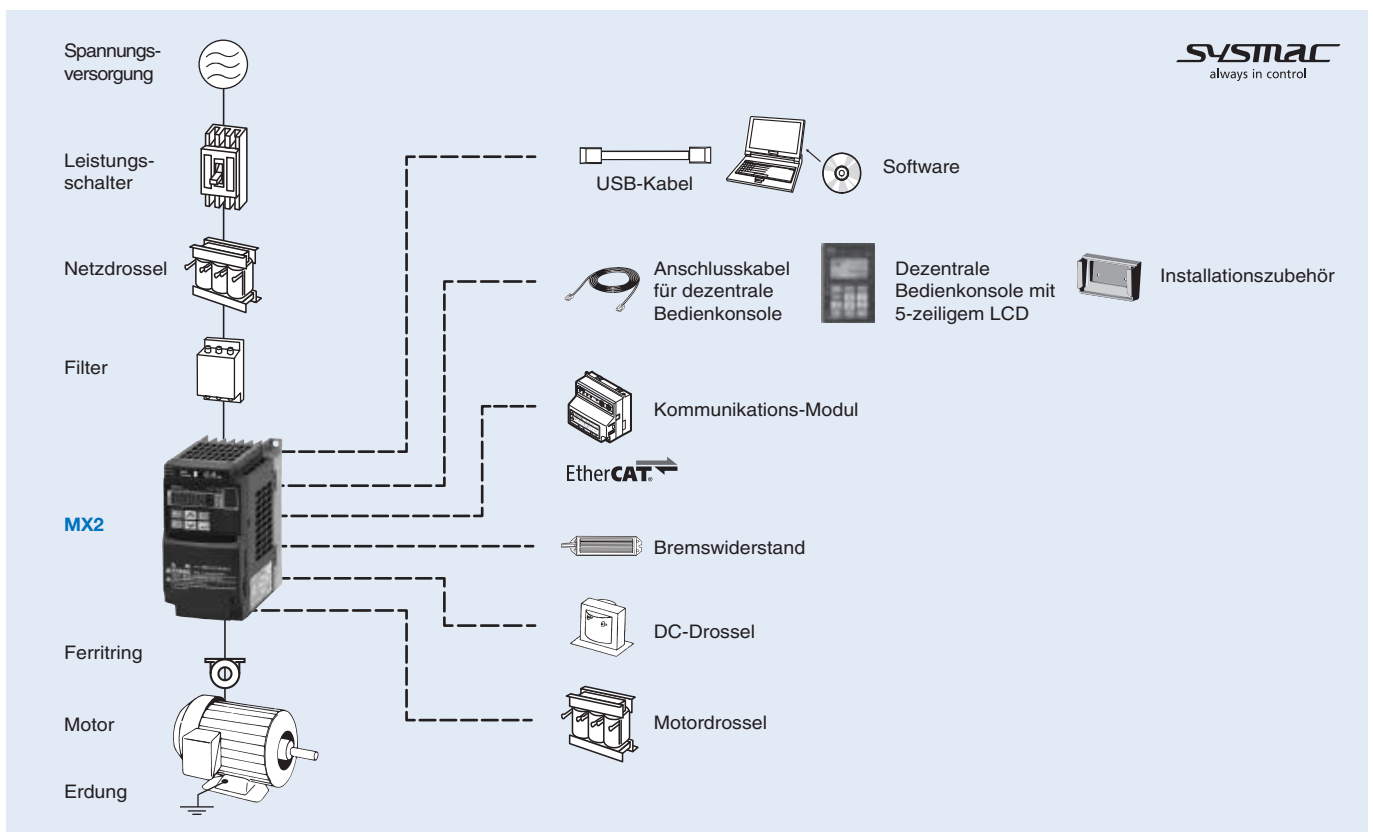 Spannungs-
versorgung
sysmac
always in control
Leistungs-
schalter
USB-Kabel
Software
Netzdrossel
Anschlusskabel
für dezentrale
Bedienkonsole
Dezentrale
Bedienkonsole mit
5-zeiligem LCD
Installationszubehör
Filter
Kommunikations-Modul
EtherCAT®
MX2
Bremswiderstand
DC-Drossel
Ferritring
Motor
Motordrossel
Erdung